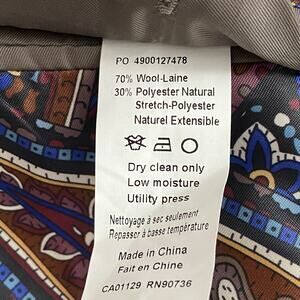 PO 4900127478
70% Wool-Laine
30% Polyester Natural
Stretch-Polyester
Naturel Extensible
Dry clean only
Low moisture
Utility press
Nettoyage à sec seulement
Repasser à basse température
Made in China
Fait en Chine
CA01129 RN90736